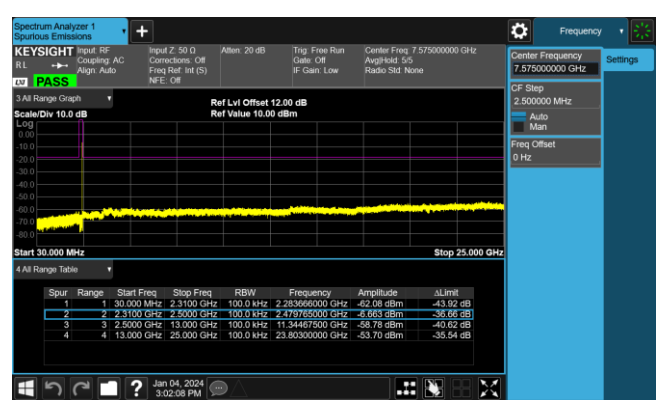 Spectrum Analyzer 1
Spurious Emissions
Frequency
KEYSIGHT
R L
PASS
Input: RF
Coupling: AC
Align: Auto
Input Z: 50 Ω
Corrections: Off
Freq Ref: Int (S)
NFE: Off
Atten: 20 dB
Trig: Free Run
Gate: Off
IF Gain: Low
Center Freq: 7.575000000 GHz
Avg|Hold: 5/5
Radio Std: None
Center Frequency
7.575000000 GHz
Settings
CF Step
2.500000 MHz
Auto
Man
Freq Offset
0 Hz
3 All Range Graph
Scale/Div 10.0 dB
Ref Lvl Offset 12.00 dB
Ref Value 10.00 dBm
Log
0.00
-10.0
-20.0
-30.0
-40.0
-50.0
-60.0
-70.0
-80.0
Start 30.000 MHz
Stop 25.000 GHz
4 All Range Table
Spur Range Start Freq Stop Freq RBW Frequency Amplitude ΔLimit
1 1 30.000 MHz 2.3100 GHz 100.0 kHz 2.283666000 GHz -62.08 dBm -43.92 dB
2 2 2.3100 GHz 2.5000 GHz 100.0 kHz 2.479765000 GHz -6.663 dBm -36.66 dB
3 3 2.5000 GHz 13.000 GHz 100.0 kHz 11.34467500 GHz -58.78 dBm -40.62 dB
4 4 13.000 GHz 25.000 GHz 100.0 kHz 23.80300000 GHz -53.70 dBm -35.54 dB
Jan 04, 2024
3:02:08 PM